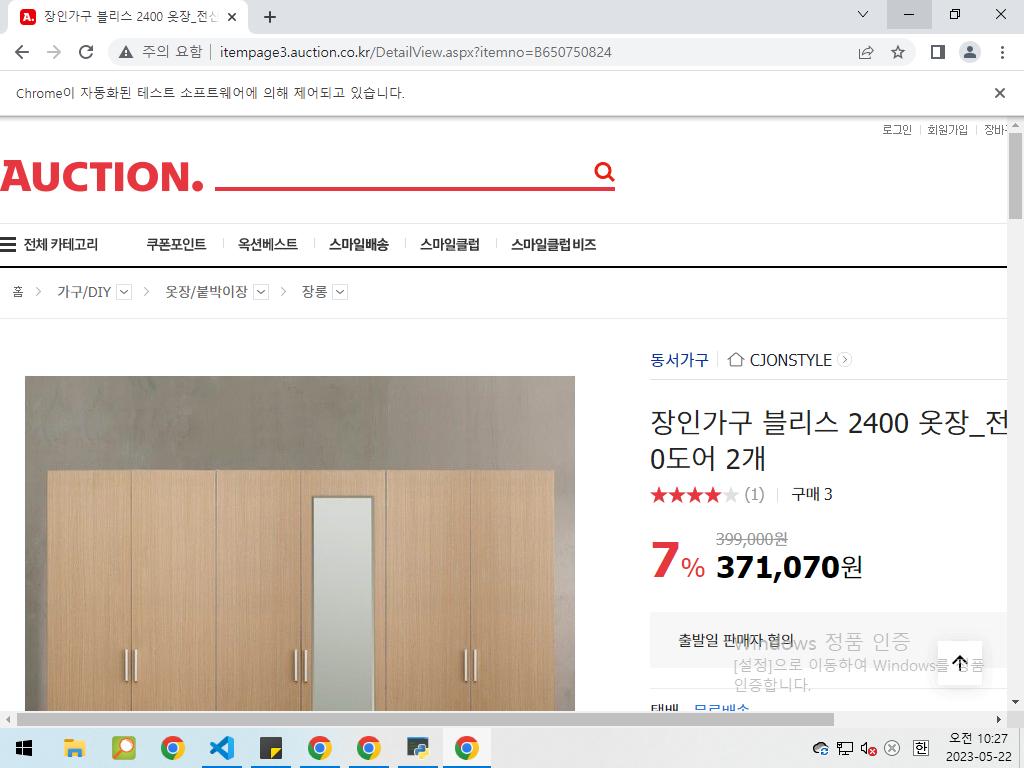 장인가구 블리스 2400 옷장_전신
주의 요함 | itempage3.auction.co.kr/DetailView.aspx?itemno=B650750824
Chrome이 자동화된 테스트 소프트웨어에 의해 제어되고 있습니다.
로그인 회원가입 장바
AUCTION.
전체 카테고리 쿠폰포인트 옥션베스트 스마일배송 스마일클럽 스마일클럽 비즈
홈 > 가구/DIY > 옷장/붙박이장 > 장롱
동서가구 CJONSTYLE
장인가구 블리스 2400 옷장_전
0도어 2개
(1) 구매 3
399,000원
7% 371,070원
출발일 판매자 협의
Windows 정품 인증
[설정]으로 이동하여 Windows를 정품
인증합니다.
택배 무료배송
한
오전 10:27
2023-05-22